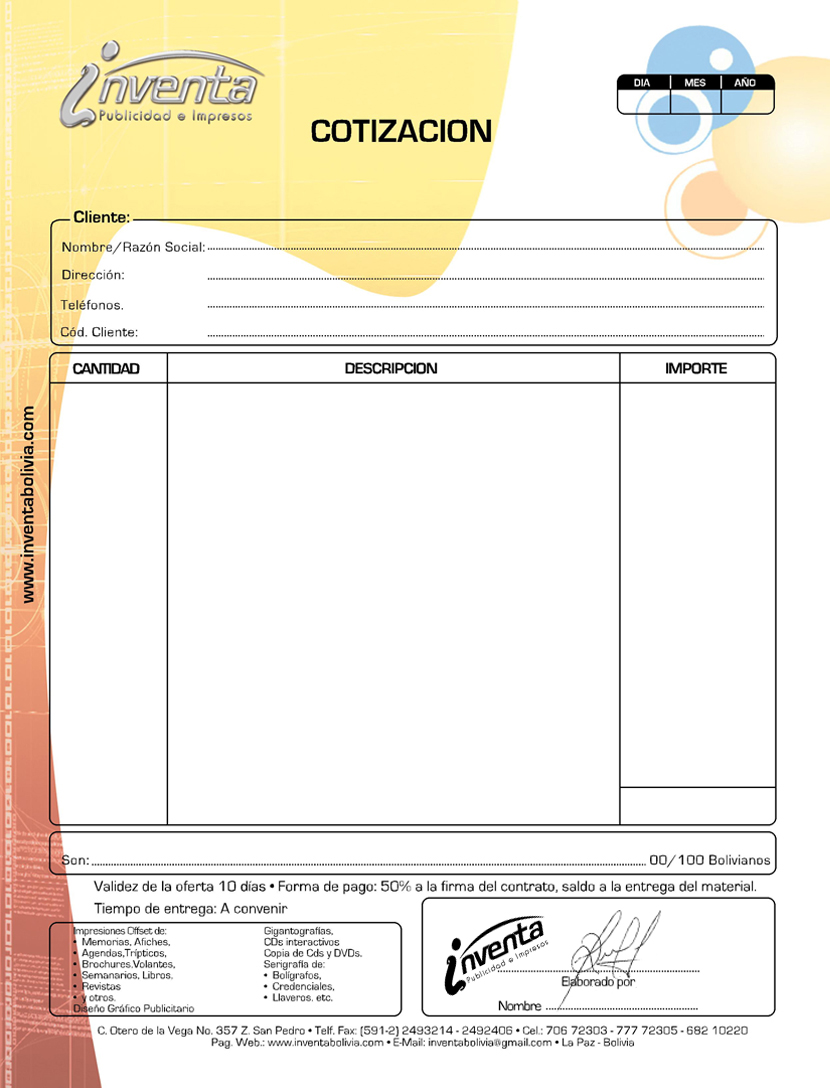 inventa
Publicidad e Impresos
DIA MES AÑO
COTIZACION
Cliente:
Nombre/Razón Social:
Dirección:
Teléfonos.
Cód. Cliente:
CANTIDAD DESCRIPCION IMPORTE
www.inventabolivia.com
Son: 00/100 Bolivianos
Validez de la oferta 10 días • Forma de pago: 50% a la firma del contrato, saldo a la entrega del material.
Tiempo de entrega: A convenir
Impresiones Offset de:
• Memorias, Afiches,
• Agendas,Trípticos,
• Brochures,Volantes,
• Semanarios, Libros.
• Revistas
• y otros.
Diseño Gráfico Publicitario
Gigantografías,
CDs interactivos
Copia de Cds y DVDs.
Serigrafía de:
• Bolígrafos,
• Credenciales,
• Llaveros. etc.
inventa
Publicidad e Impresos
Elaborado por
Nombre
C. Otero de la Vega No. 357 Z. San Pedro • Telf. Fax: (591-2) 2493214 - 2492406 • Cel.: 706 72303 - 777 72305 - 682 10220
Pag. Web.: www.inventabolivia.com • E-Mail: inventabolivia@gmail.com • La Paz - Bolivia